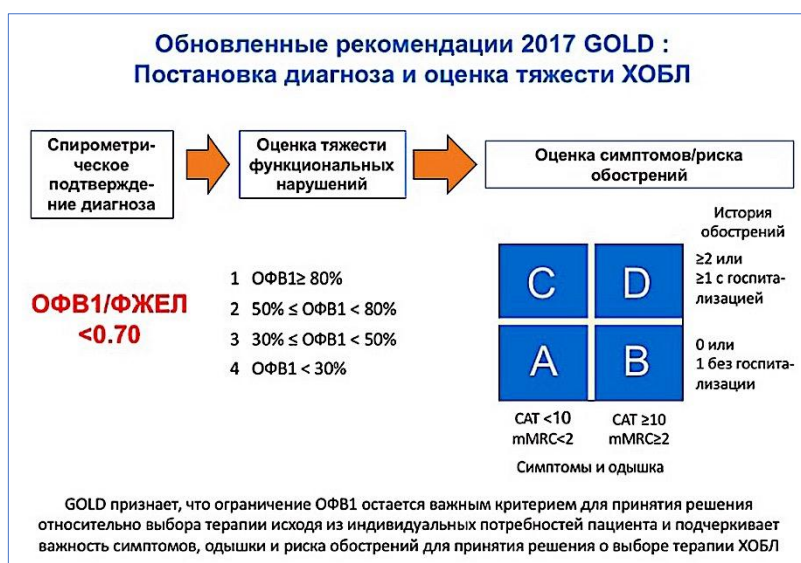 Обновленные рекомендации 2017 GOLD :
Постановка диагноза и оценка тяжести ХОБЛ
Спирометри-
ческое
подтвержде-
ние диагноза
Оценка тяжести
функциональных
нарушений
Оценка симптомов/риска
обострений
ОФВ1/ФЖЕЛ
<0.70
1 ОФВ1≥ 80%
2 50% ≤ ОФВ1 < 80%
3 30% ≤ ОФВ1 < 50%
4 ОФВ1 < 30%
История
обострений
C D
≥2 или
≥1 с госпита-
лизацией
A B
0 или
1 без госпита-
лизации
CAT <10 CAT ≥10
mMRC<2 mMRC≥2
Симптомы и одышка
GOLD признает, что ограничение ОФВ1 остается важным критерием для принятия решения
относительно выбора терапии исходя из индивидуальных потребностей пациента и подчеркивает
важность симптомов, одышки и риска обострений для принятия решения о выборе терапии ХОБЛ